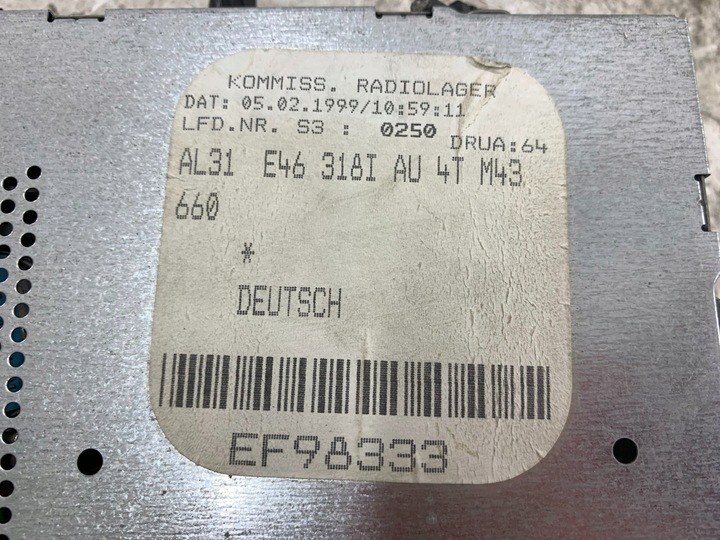 KOMMISS. RADIOLAGER
DAT: 05.02.1999/10:59:11
LFD.NR. S3 : 0250 DRUA:64
AL31 E46 318I AU 4T M43
660
*
DEUTSCH
EF98333